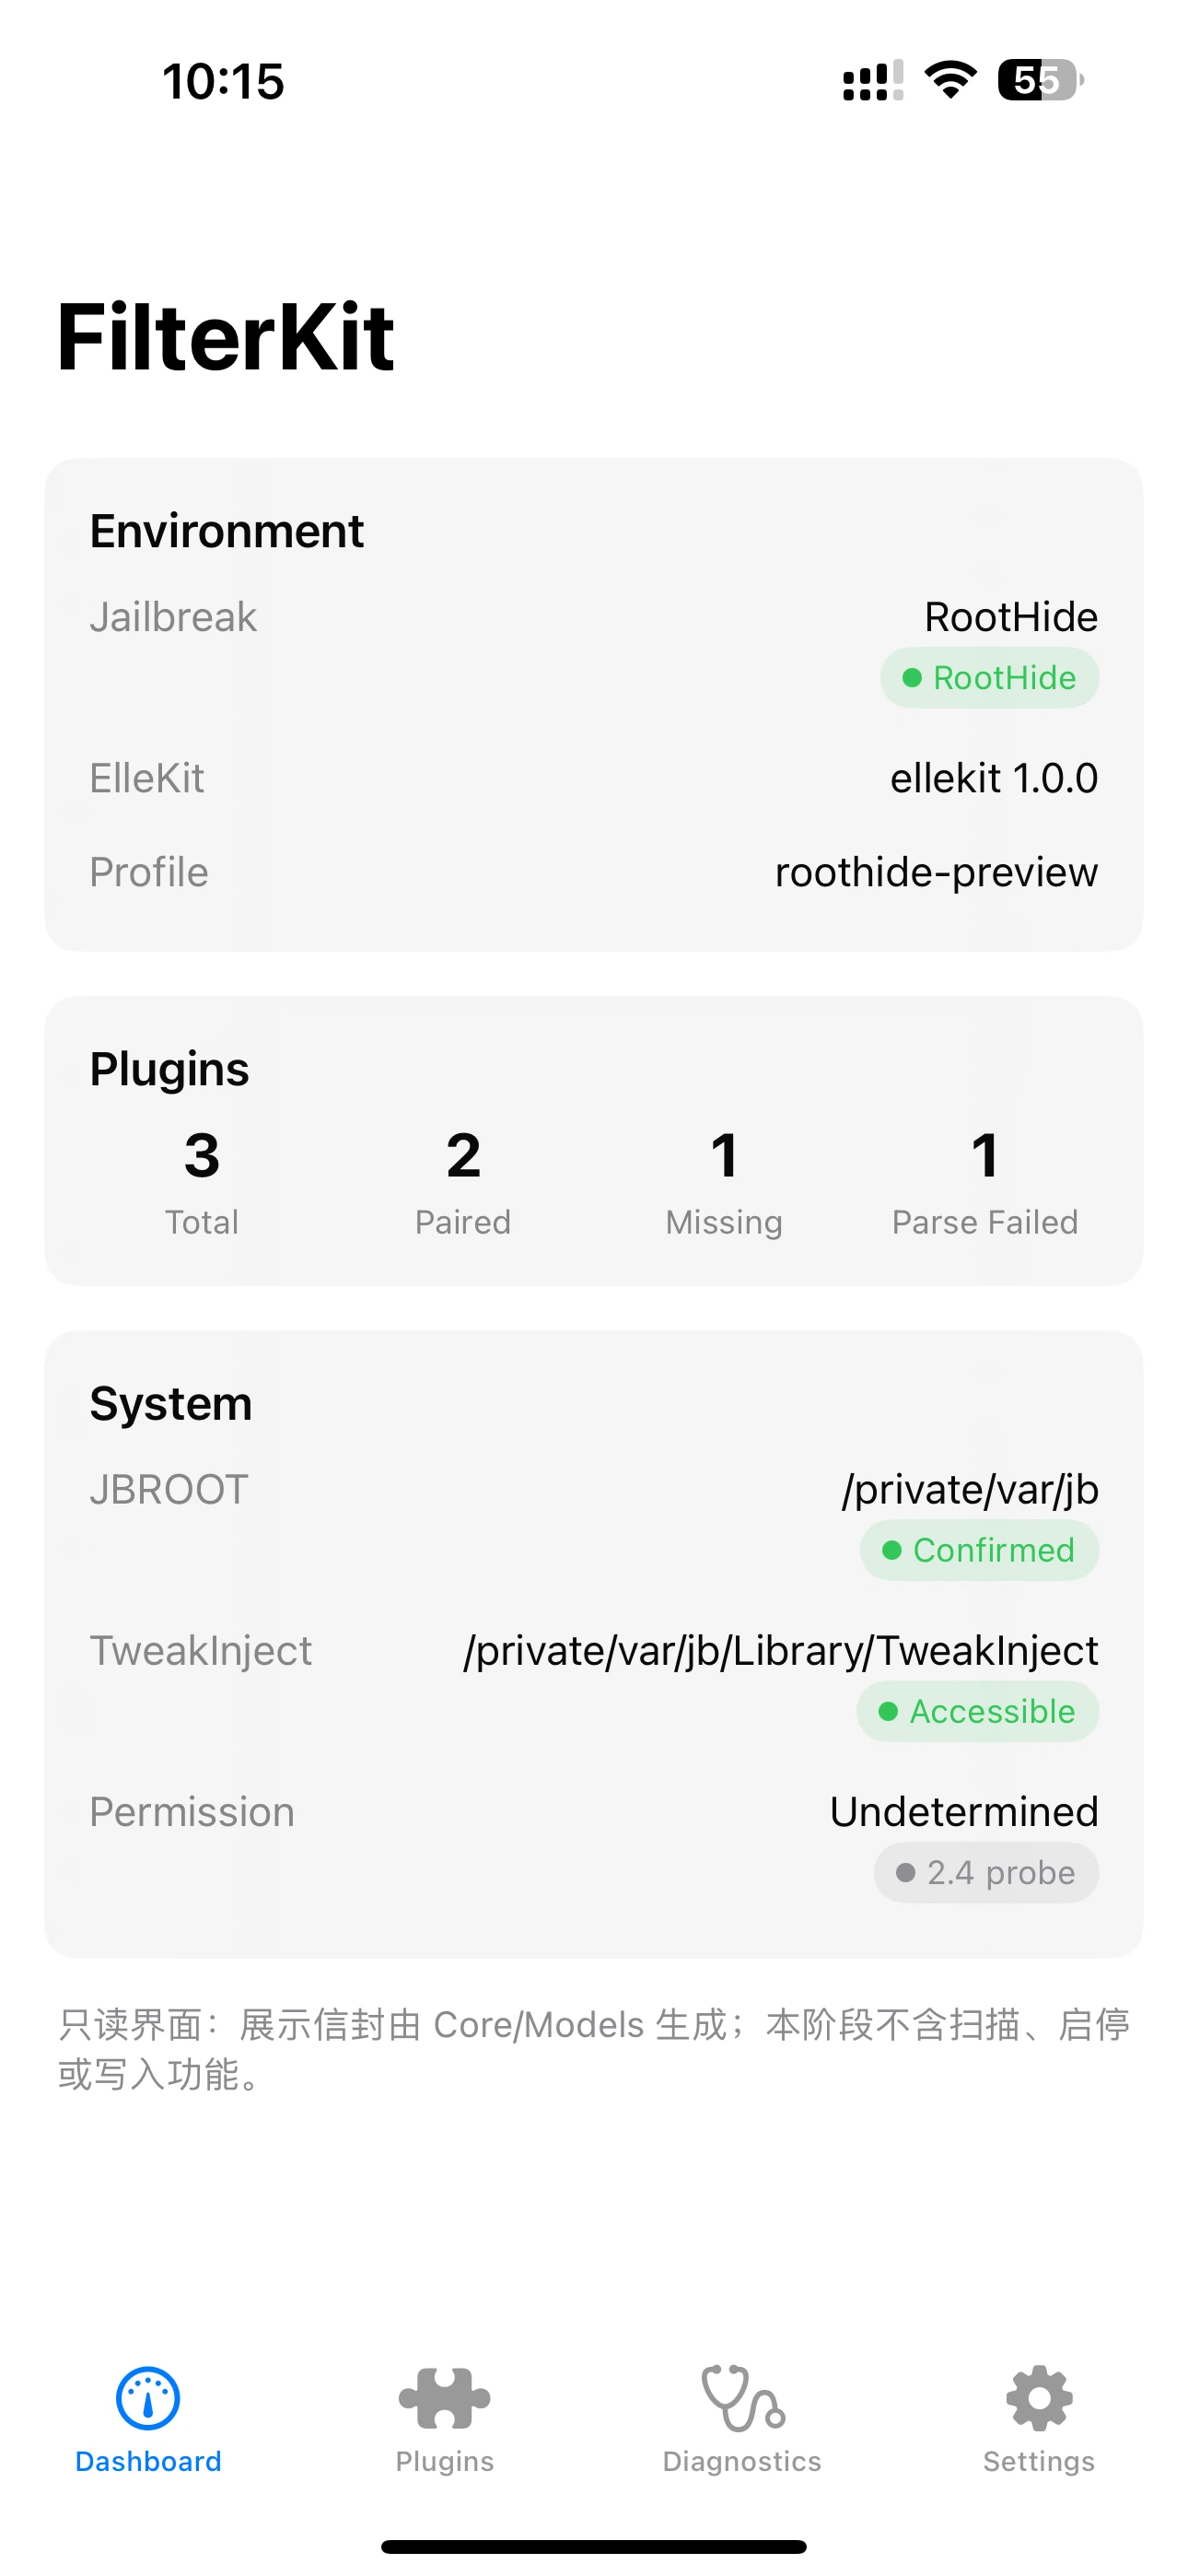 10:15
55
FilterKit
Environment
Jailbreak RootHide
RootHide
ElleKit ellekit 1.0.0
Profile roothide-preview
Plugins
3 2 1 1
Total Paired Missing Parse Failed
System
JBROOT /private/var/jb
Confirmed
TweakInject /private/var/jb/Library/TweakInject
Accessible
Permission Undetermined
2.4 probe
只读界面：展示信封由 Core/Models 生成；本阶段不含扫描、启停
或写入功能。
Dashboard Plugins Diagnostics Settings